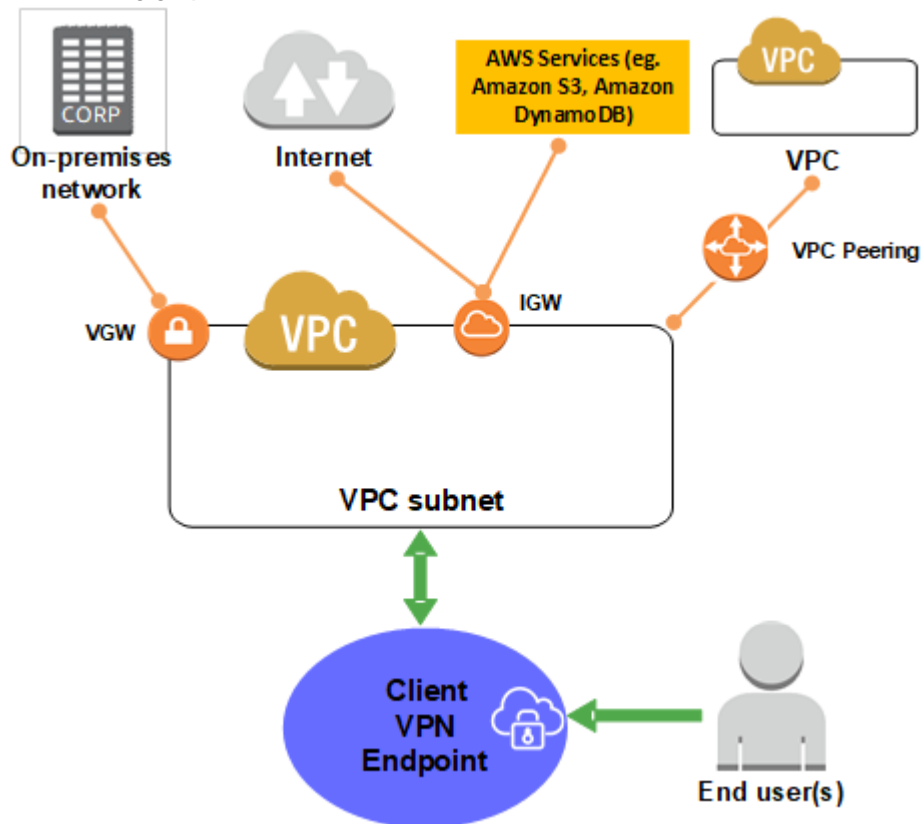 CORP
On-premises
network
Internet
AWS Services (eg.
Amazon S3, Amazon
DynamoDB)
VPC
VPC
VPC Peering
VGW
VPC
IGW
VPC subnet
Client
VPN
Endpoint
End user(s)